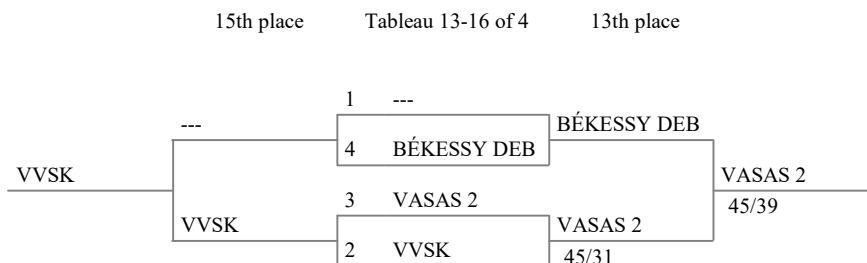 15th place Tableau 13-16 of 4 13th place
1 ---
--- BÉKESSY DEB
4 BÉKESSY DEB
VVSK VASAS 2
3 VASAS 2 45/39
VVSK VASAS 2
2 VVSK 45/31